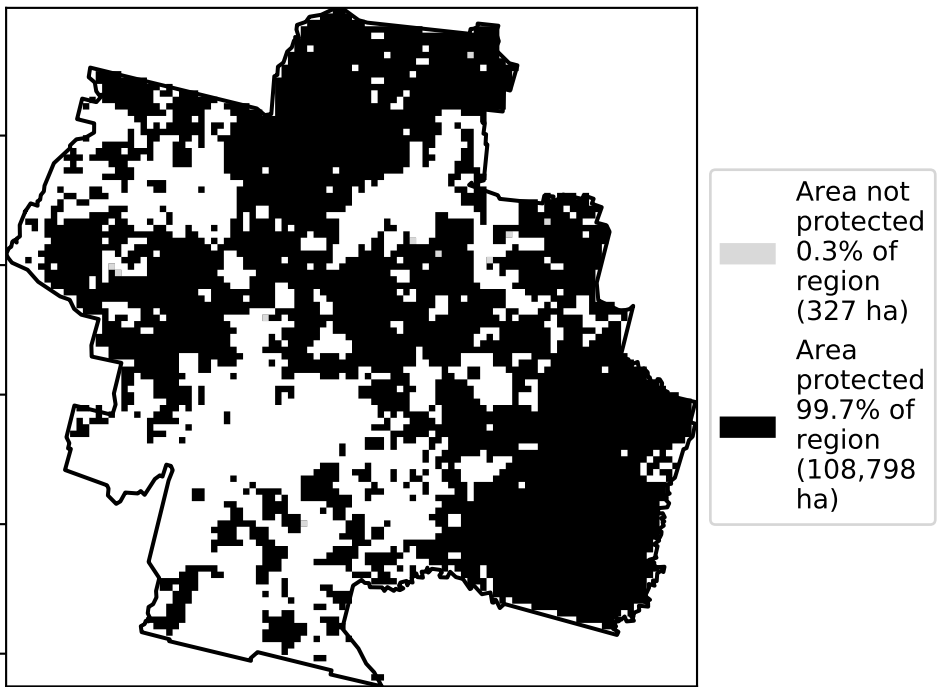 Area not
protected
0.3% of
region
(327 ha)
Area
protected
99.7% of
region
(108,798
ha)